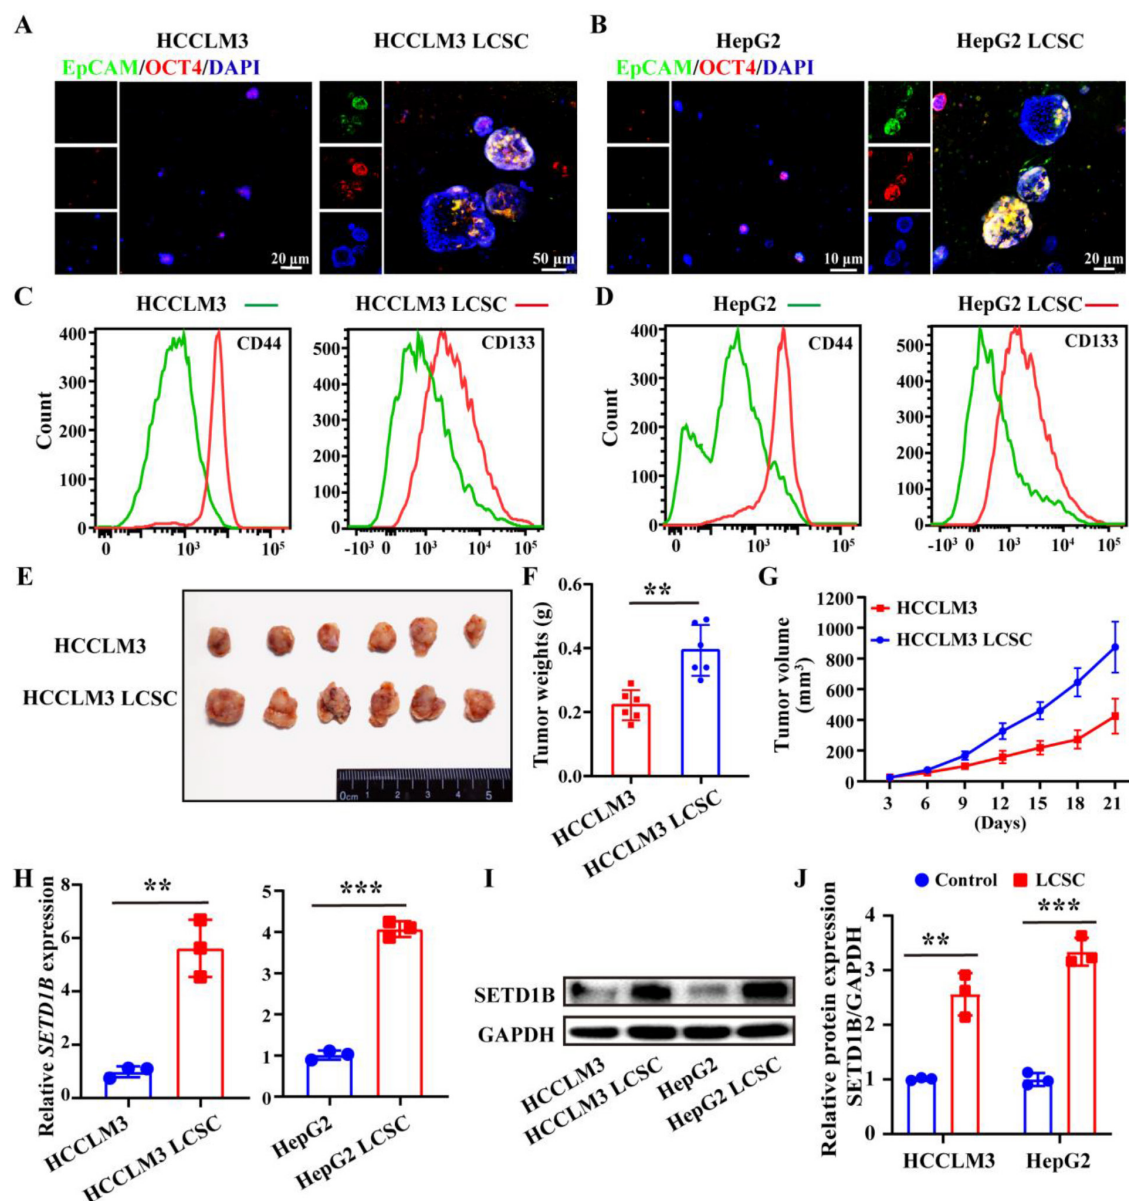 A
HCCLM3
HCCLM3 LCSC
EpCAM/OCT4/DAPI
20 μm
50 μm
B
HepG2
HepG2 LCSC
EpCAM/OCT4/DAPI
10 μm
20 μm
C
HCCLM3
HCCLM3 LCSC
Count
400
300
200
100
0
CD44
0 10³ 10⁵
500
400
300
200
100
0
CD133
-10³ 0 10³ 10⁴ 10⁵
D
HepG2
HepG2 LCSC
Count
400
300
200
100
0
CD44
0 10³ 10⁵
500
400
300
200
100
0
CD133
-10³ 0 10³ 10⁴ 10⁵
E
HCCLM3
HCCLM3 LCSC
0cm 1 2 3 4 5
F
Tumor weights (g)
0.6
0.4
0.2
0.0
**
HCCLM3
HCCLM3 LCSC
G
HCCLM3
HCCLM3 LCSC
Tumor volume
(mm³)
1200
1000
800
600
400
200
0
3 6 9 12 15 18 21
(Days)
H
Relative SETD1B expression
8
6
4
2
0
**
HCCLM3
HCCLM3 LCSC
5
4
3
2
1
0
***
HepG2
HepG2 LCSC
I
SETD1B
GAPDH
HCCLM3
HCCLM3 LCSC
HepG2
HepG2 LCSC
J
Control LCSC
Relative protein expression
SETD1B/GAPDH
4
3
2
1
0
**
***
HCCLM3
HepG2